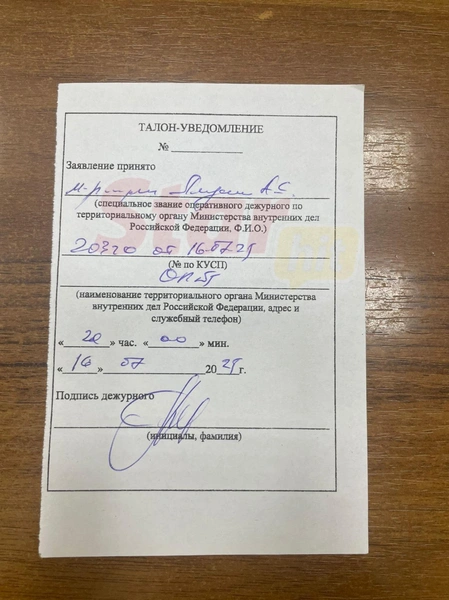 ТАЛОН-УВЕДОМЛЕНИЕ
№
Заявление принято
А.С.
(специальное звание оперативного дежурного по
территориальному органу Министерства внутренних дел
Российской Федерации, Ф.И.О.)
от 16.07.25
(№ по КУСП)
(наименование территориального органа Министерства
внутренних дел Российской Федерации, адрес и
служебный телефон)
«20» час. «00» мин.
«16» 07 2025г.
Подпись дежурного
(инициалы, фамилия)